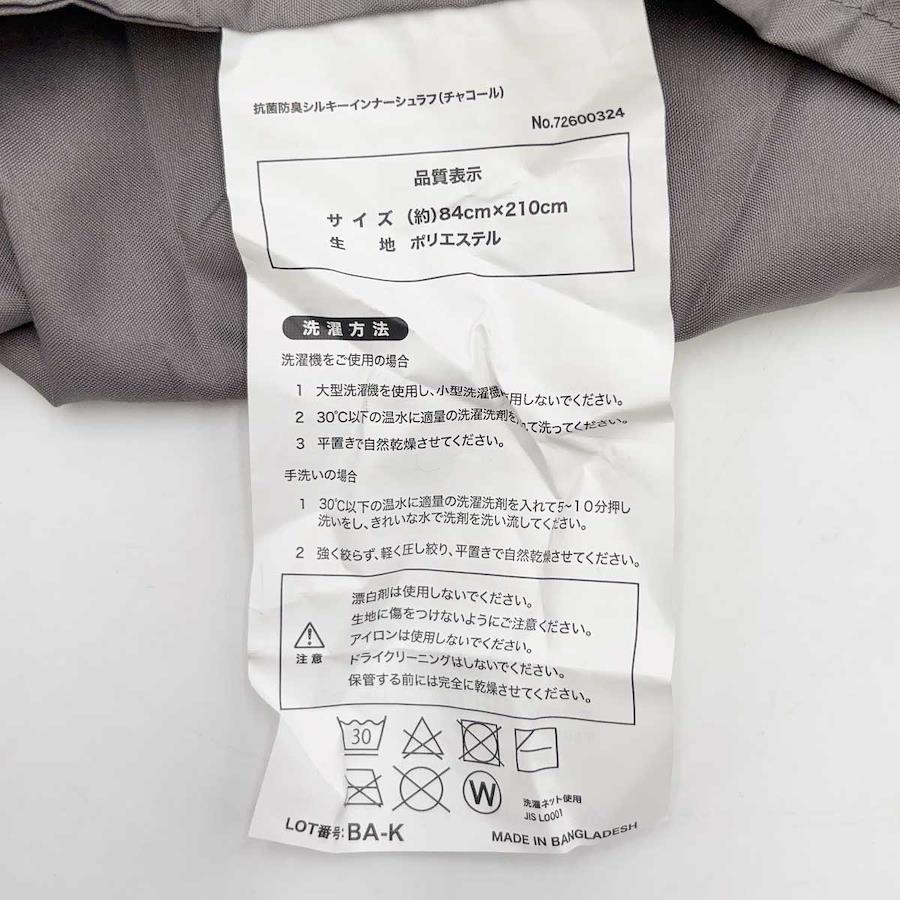 抗菌防臭シルキーインナーシュラフ(チャコール)
No.72600324
品質表示
サイズ (約)84cm×210cm
生地 ポリエステル
洗濯方法
洗濯機をご使用の場合
1 大型洗濯機を使用し、小型洗濯機 用しないでください。
2 30℃以下の温水に適量の洗濯洗剤を れて洗ってください。
3 平置きで自然乾燥させてください。
手洗いの場合
1 30℃以下の温水に適量の洗濯洗剤を入れて5~10分押し
洗いをし、きれいな水で洗剤を洗い流してください。
2 強く絞らず、軽く圧し絞り、平置きで自然乾燥させてください。
漂白剤は使用しないでください。
生地に傷をつけないようにご注意ください。
アイロンは使用しないでください。
ドライクリーニングはしないでください。
保管する前には完全に乾燥させてください。
注意
30
W
洗濯ネット使用
JIS L0001
LOT番号:BA-K
MADE IN BANGLADESH